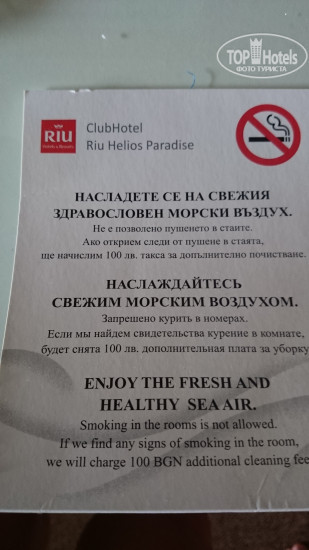 TOP Hotels
ФОТО ТУРИСТА
RIU
Hotels & Resorts
ClubHotel
Riu Helios Paradise
НАСЛАДЕТЕ СЕ НА СВЕЖИЯ
ЗДРАВОСЛОВЕН МОРСКИ ВЪЗДУХ.
Не е позволено пушенето в стаите.
Ако открием следи от пушене в стаята,
ще начислим 100 лв. такса за допълнително почистване.
НАСЛАЖДАЙТЕСЬ
СВЕЖИМ МОРСКИМ ВОЗДУХОМ.
Запрешено курить в номерах.
Если мы найдем свидетельства курение в комнате,
будет снята 100 лв. дополнительная плата за уборку
ENJOY THE FRESH AND
HEALTHY SEA AIR.
Smoking in the rooms is not allowed.
If we find any signs of smoking in the room,
we will charge 100 BGN additional cleaning fee